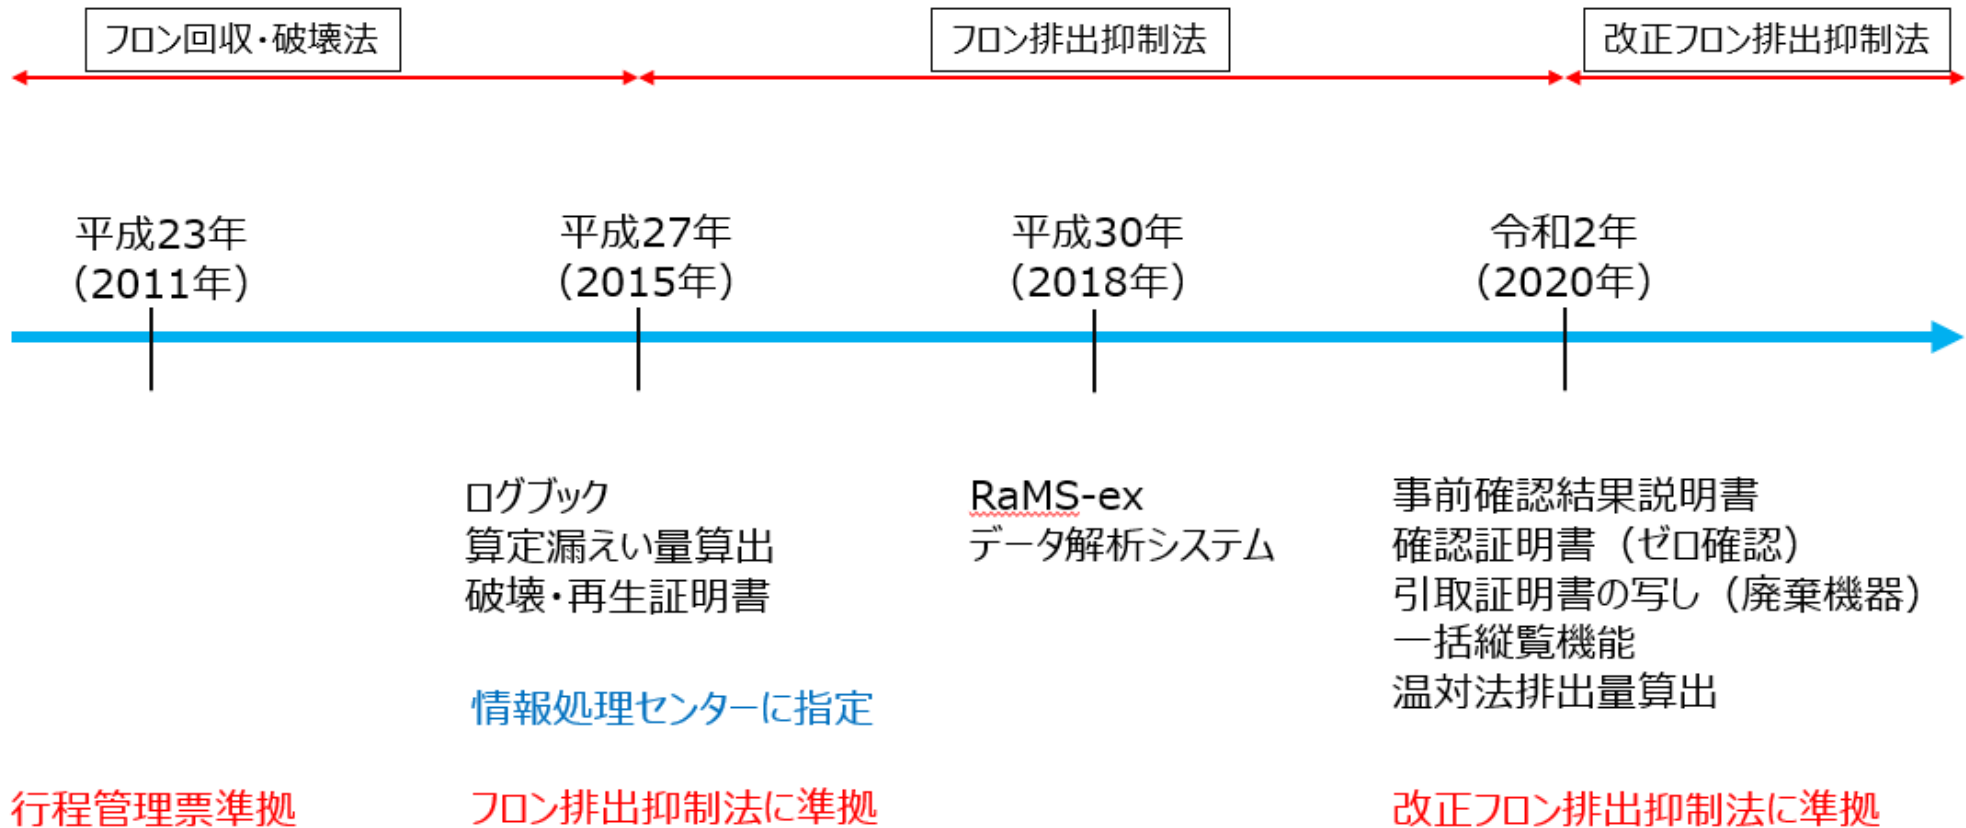 フロン回収・破壊法
フロン排出抑制法
改正フロン排出抑制法
平成23年
（2011年）
平成27年
（2015年）
平成30年
（2018年）
令和2年
（2020年）
ログブック
算定漏えい量算出
破壊・再生証明書
情報処理センターに指定
RaMS-ex
データ解析システム
事前確認結果説明書
確認証明書（ゼロ確認）
引取証明書の写し（廃棄機器）
一括縦覧機能
温対法排出量算出
行程管理票準拠
フロン排出抑制法に準拠
改正フロン排出抑制法に準拠